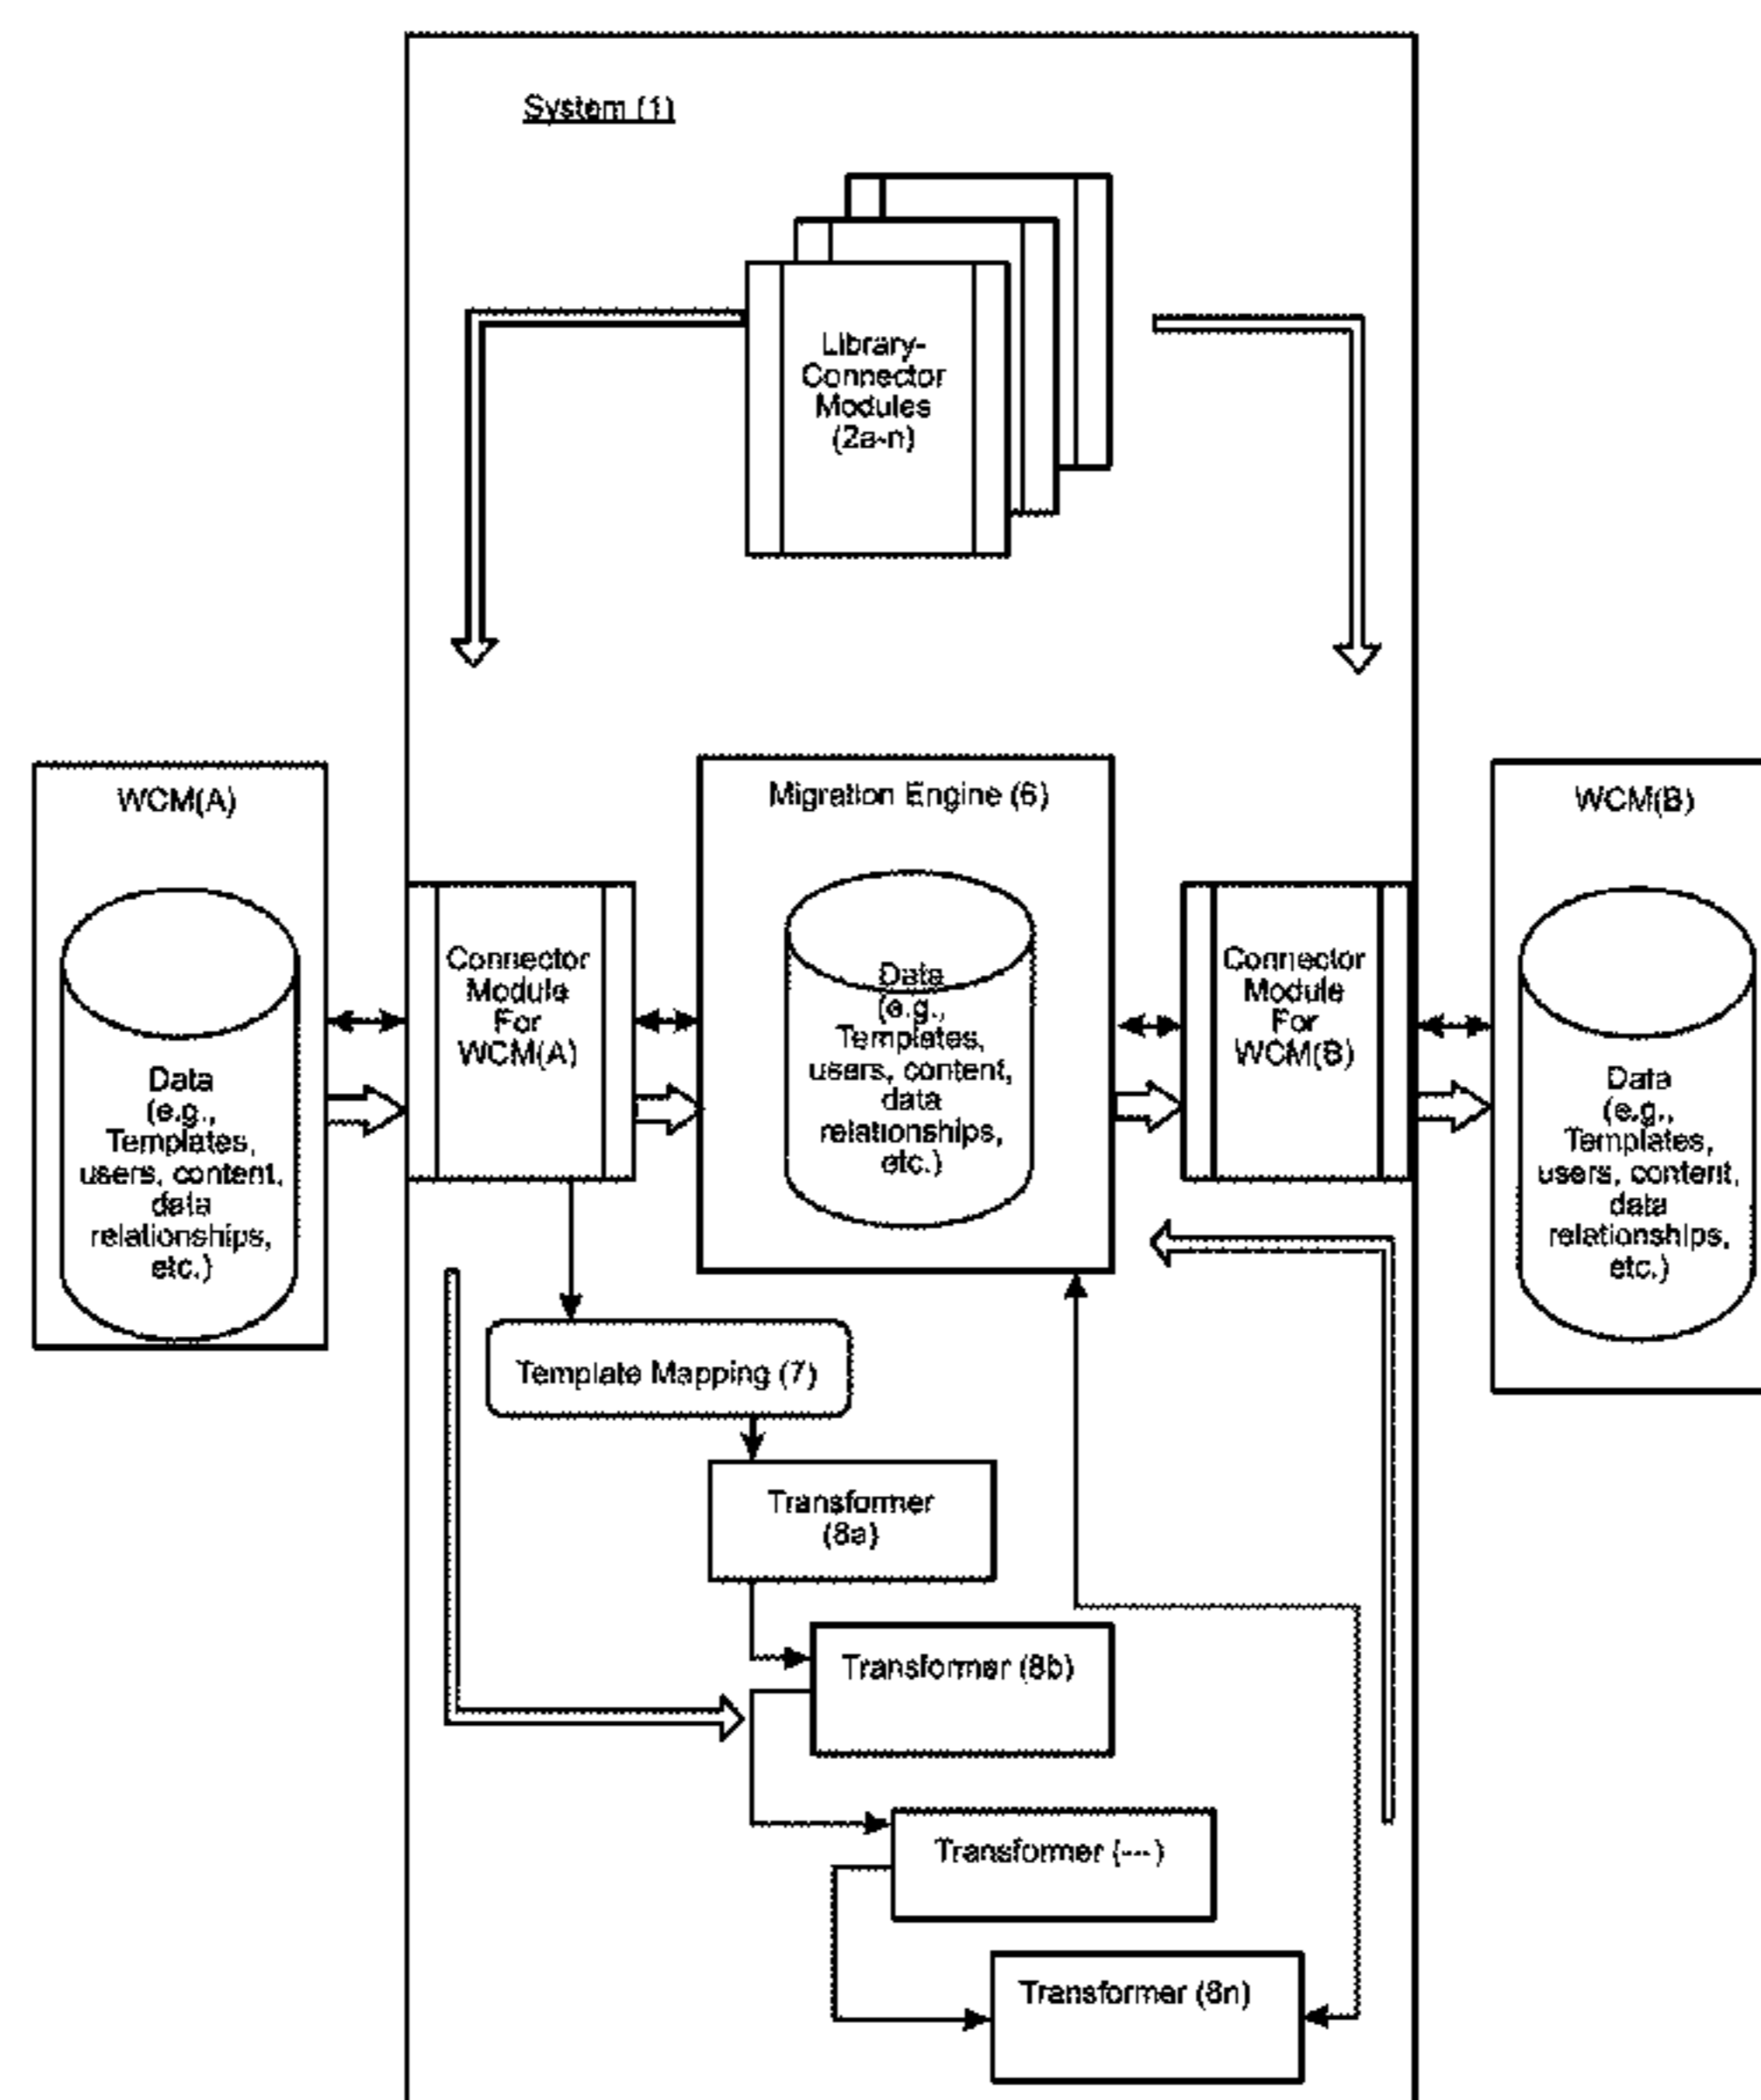 System (1)
Library-
Connector
Modules
(2a-n)
WCM(A)
Data
(e.g.,
Templates,
users, content,
data
relationships,
etc.)
Connector
Module
For
WCM(A)
Migration Engine (6)
Data
(e.g.,
Templates,
users, content,
data
relationships,
etc.)
Connector
Module
For
WCM(B)
WCM(B)
Data
(e.g.,
Templates,
users, content,
data
relationships,
etc.)
Template Mapping (7)
Transformer
(8a)
Transformer (8b)
Transformer (---)
Transformer (8n)